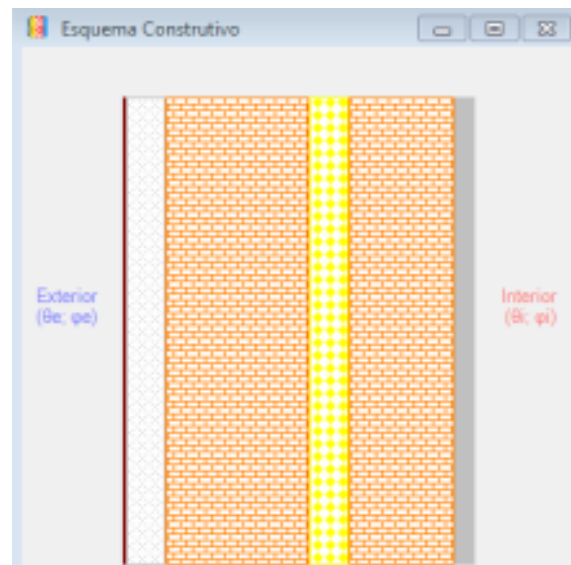 Esquema Construtivo
Exterior
(θe; φe)
Interior
(θi; φi)